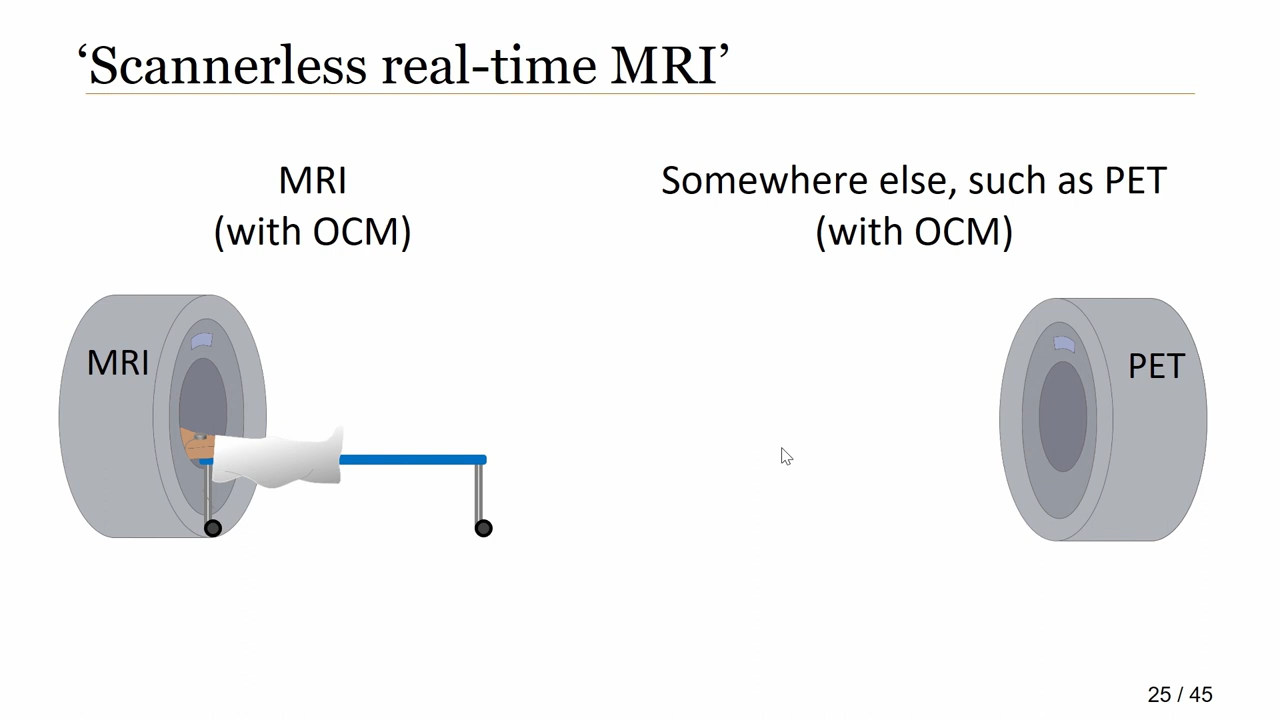 ‘Scannerless real-time MRI’
MRI
(with OCM)
Somewhere else, such as PET
(with OCM)
MRI
PET
25 / 45